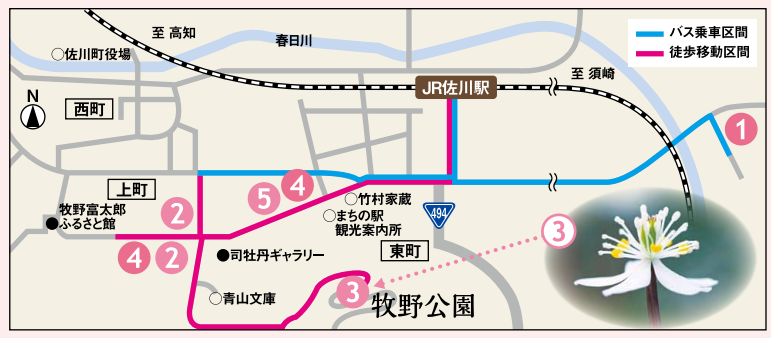 至 高知
春日川
バス乗車区間
徒歩移動区間
佐川町役場
至 須崎
JR佐川駅
N
西町
1
上町
4
5
2
竹村家蔵
牧野富太郎
ふるさと館
まちの駅
観光案内所
494
3
4
2
司牡丹ギャラリー
東町
青山文庫
3
牧野公園